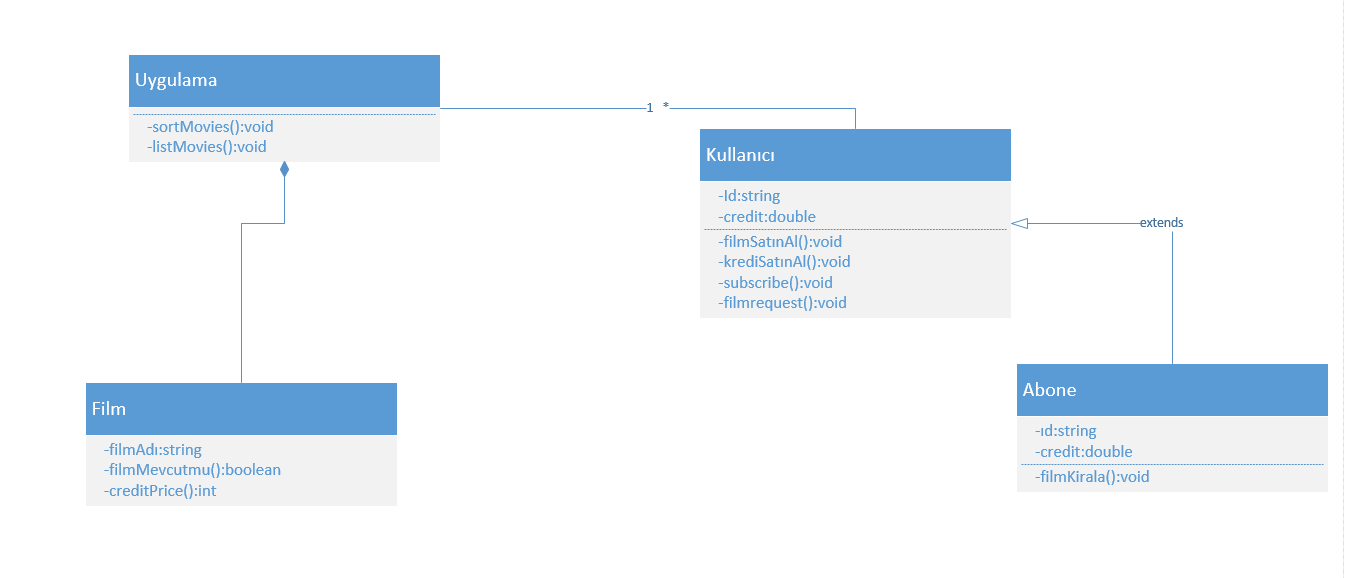 Uygulama
-sortMovies():void
-listMovies():void
1 *
Kullanıcı
-Id:string
-credit:double
-filmSatınAl():void
-krediSatınAl():void
-subscribe():void
-filmrequest():void
extends
Film
-filmAdı:string
-filmMevcutmu():boolean
-creditPrice():int
Abone
-ıd:string
-credit:double
-filmKirala():void